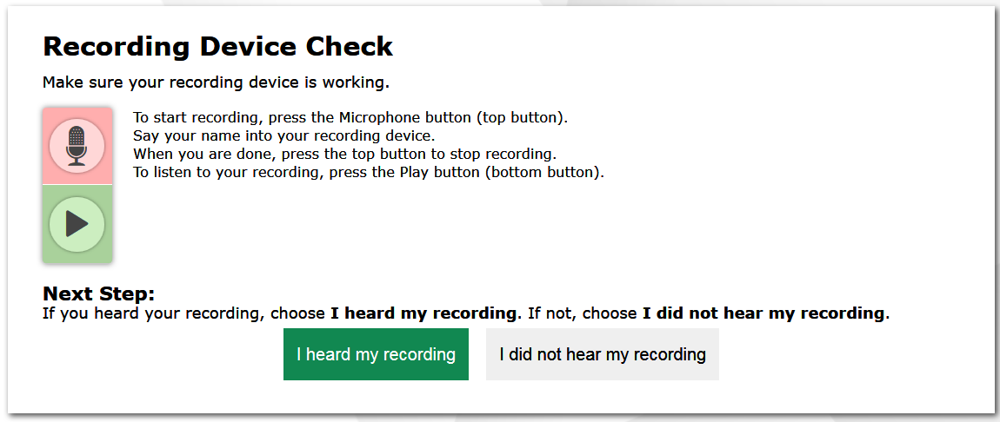 Recording Device Check
Make sure your recording device is working.
To start recording, press the Microphone button (top button).
Say your name into your recording device.
When you are done, press the top button to stop recording.
To listen to your recording, press the Play button (bottom button).
Next Step:
If you heard your recording, choose I heard my recording. If not, choose I did not hear my recording.
I heard my recording
I did not hear my recording